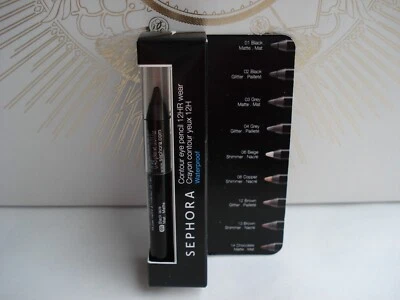 SEPHORA
Contour eye pencil 12HR wear
Crayon contour yeux 12H
Waterproof
01 Black
Matte · Mat
02 Black
Glitter · Pailleté
03 Grey
Matte · Mat
04 Grey
Glitter · Pailleté
06 Beige
Shimmer · Nacré
08 Copper
Shimmer · Nacré
12 Brown
Glitter · Pailleté
13 Brown
Shimmer · Nacré
14 Chocolate
Matte · Mat